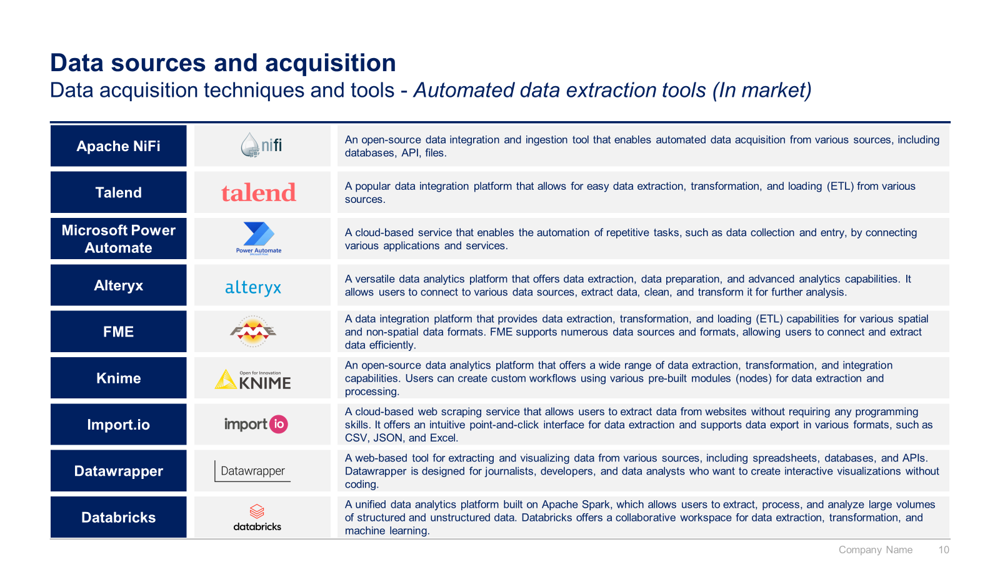 Data sources and acquisition
Data acquisition techniques and tools - Automated data extraction tools (In market)
Apache NiFi
nifi
An open-source data integration and ingestion tool that enables automated data acquisition from various sources, including
databases, API, files.
Talend
talend
A popular data integration platform that allows for easy data extraction, transformation, and loading (ETL) from various
sources.
Microsoft Power
Automate
Power Automate
(Microsoft Flow)
A cloud-based service that enables the automation of repetitive tasks, such as data collection and entry, by connecting
various applications and services.
Alteryx
alteryx
A versatile data analytics platform that offers data extraction, data preparation, and advanced analytics capabilities. It
allows users to connect to various data sources, extract data, clean, and transform it for further analysis.
FME
FME
A data integration platform that provides data extraction, transformation, and loading (ETL) capabilities for various spatial
and non-spatial data formats. FME supports numerous data sources and formats, allowing users to connect and extract
data efficiently.
Knime
Open for Innovation
KNIME
An open-source data analytics platform that offers a wide range of data extraction, transformation, and integration
capabilities. Users can create custom workflows using various pre-built modules (nodes) for data extraction and
processing.
Import.io
import io
A cloud-based web scraping service that allows users to extract data from websites without requiring any programming
skills. It offers an intuitive point-and-click interface for data extraction and supports data export in various formats, such as
CSV, JSON, and Excel.
Datawrapper
Datawrapper
A web-based tool for extracting and visualizing data from various sources, including spreadsheets, databases, and APIs.
Datawrapper is designed for journalists, developers, and data analysts who want to create interactive visualizations without
coding.
Databricks
databricks
A unified data analytics platform built on Apache Spark, which allows users to extract, process, and analyze large volumes
of structured and unstructured data. Databricks offers a collaborative workspace for data extraction, transformation, and
machine learning.
Company Name 10